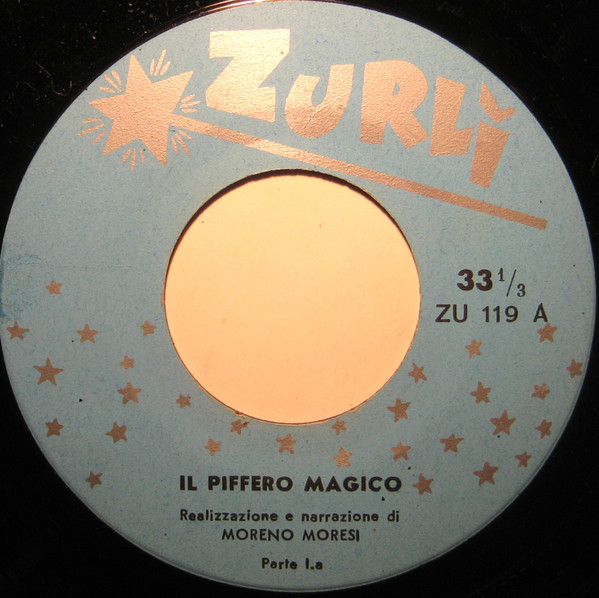 ZURLÌ
33 1/3
ZU 119 A
IL PIFFERO MAGICO
Realizzazione e narrazione di
MORENO MORESI
Parte I.a